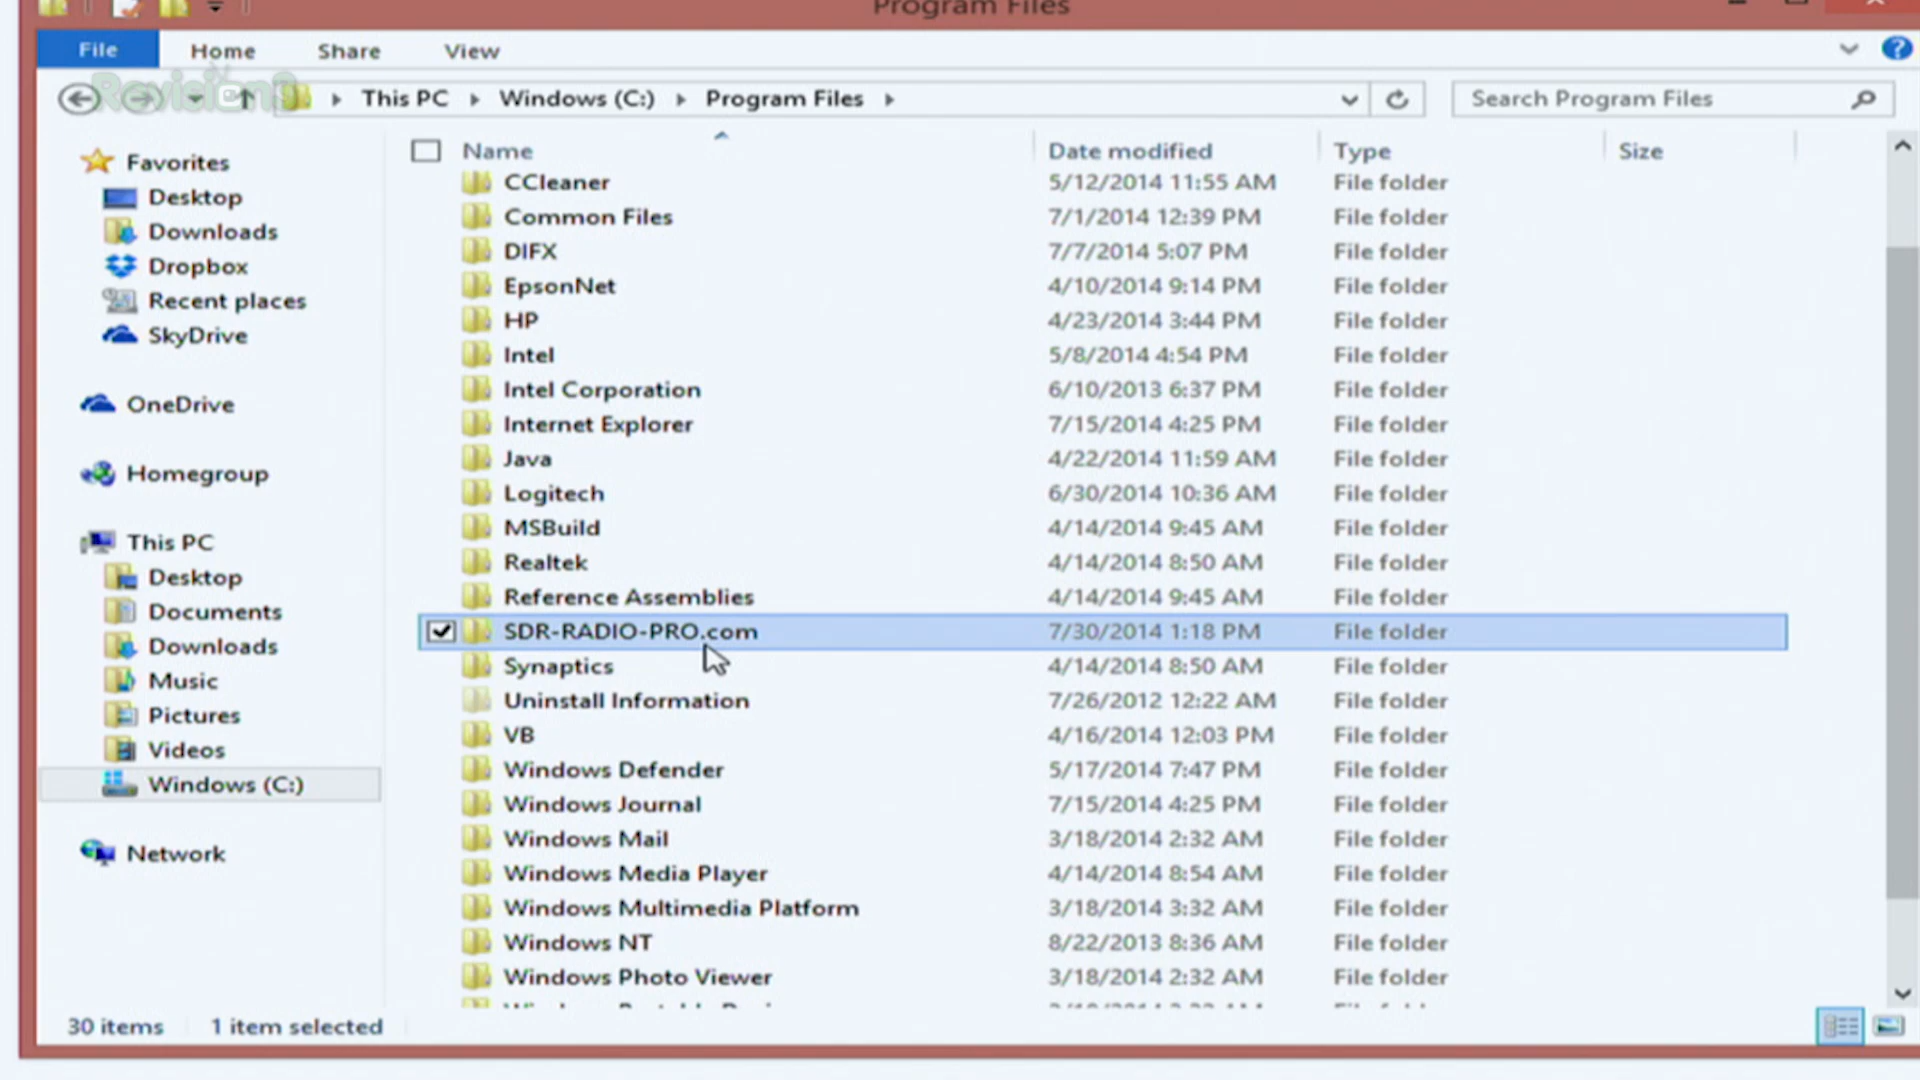 Program Files
File Home Share View
Revision3
This PC Windows (C:) Program Files
Search Program Files
Name Date modified Type Size
Favorites
Desktop
Downloads
Dropbox
Recent places
SkyDrive
OneDrive
Homegroup
This PC
Desktop
Documents
Downloads
Music
Pictures
Videos
Windows (C:)
Network
CCleaner 5/12/2014 11:55 AM File folder
Common Files 7/1/2014 12:39 PM File folder
DIFX 7/7/2014 5:07 PM File folder
EpsonNet 4/10/2014 9:14 PM File folder
HP 4/23/2014 3:44 PM File folder
Intel 5/8/2014 4:54 PM File folder
Intel Corporation 6/10/2013 6:37 PM File folder
Internet Explorer 7/15/2014 4:25 PM File folder
Java 4/22/2014 11:59 AM File folder
Logitech 6/30/2014 10:36 AM File folder
MSBuild 4/14/2014 9:45 AM File folder
Realtek 4/14/2014 8:50 AM File folder
Reference Assemblies 4/14/2014 9:45 AM File folder
SDR-RADIO-PRO.com 7/30/2014 1:18 PM File folder
Synaptics 4/14/2014 8:50 AM File folder
Uninstall Information 7/26/2012 12:22 AM File folder
VB 4/16/2014 12:03 PM File folder
Windows Defender 5/17/2014 7:47 PM File folder
Windows Journal 7/15/2014 4:25 PM File folder
Windows Mail 3/18/2014 2:32 AM File folder
Windows Media Player 4/14/2014 8:54 AM File folder
Windows Multimedia Platform 3/18/2014 3:32 AM File folder
Windows NT 8/22/2013 8:36 AM File folder
Windows Photo Viewer 3/18/2014 2:32 AM File folder
30 items 1 item selected